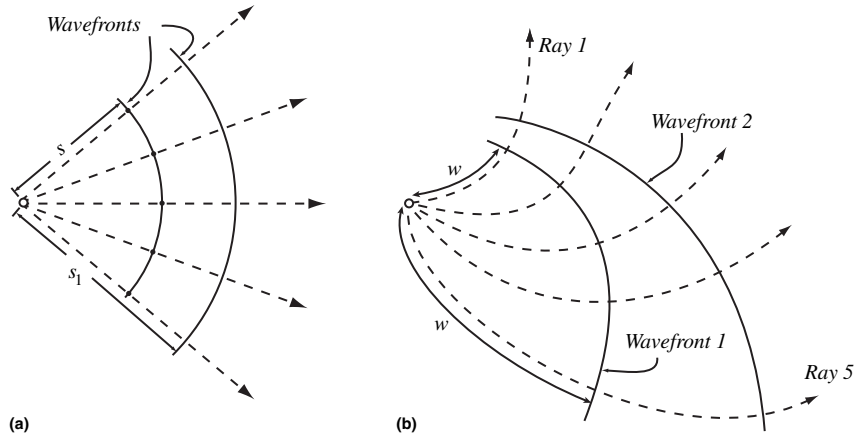 Wavefronts
s
s1
(a)
Ray 1
Wavefront 2
w
w
Wavefront 1
Ray 5
(b)